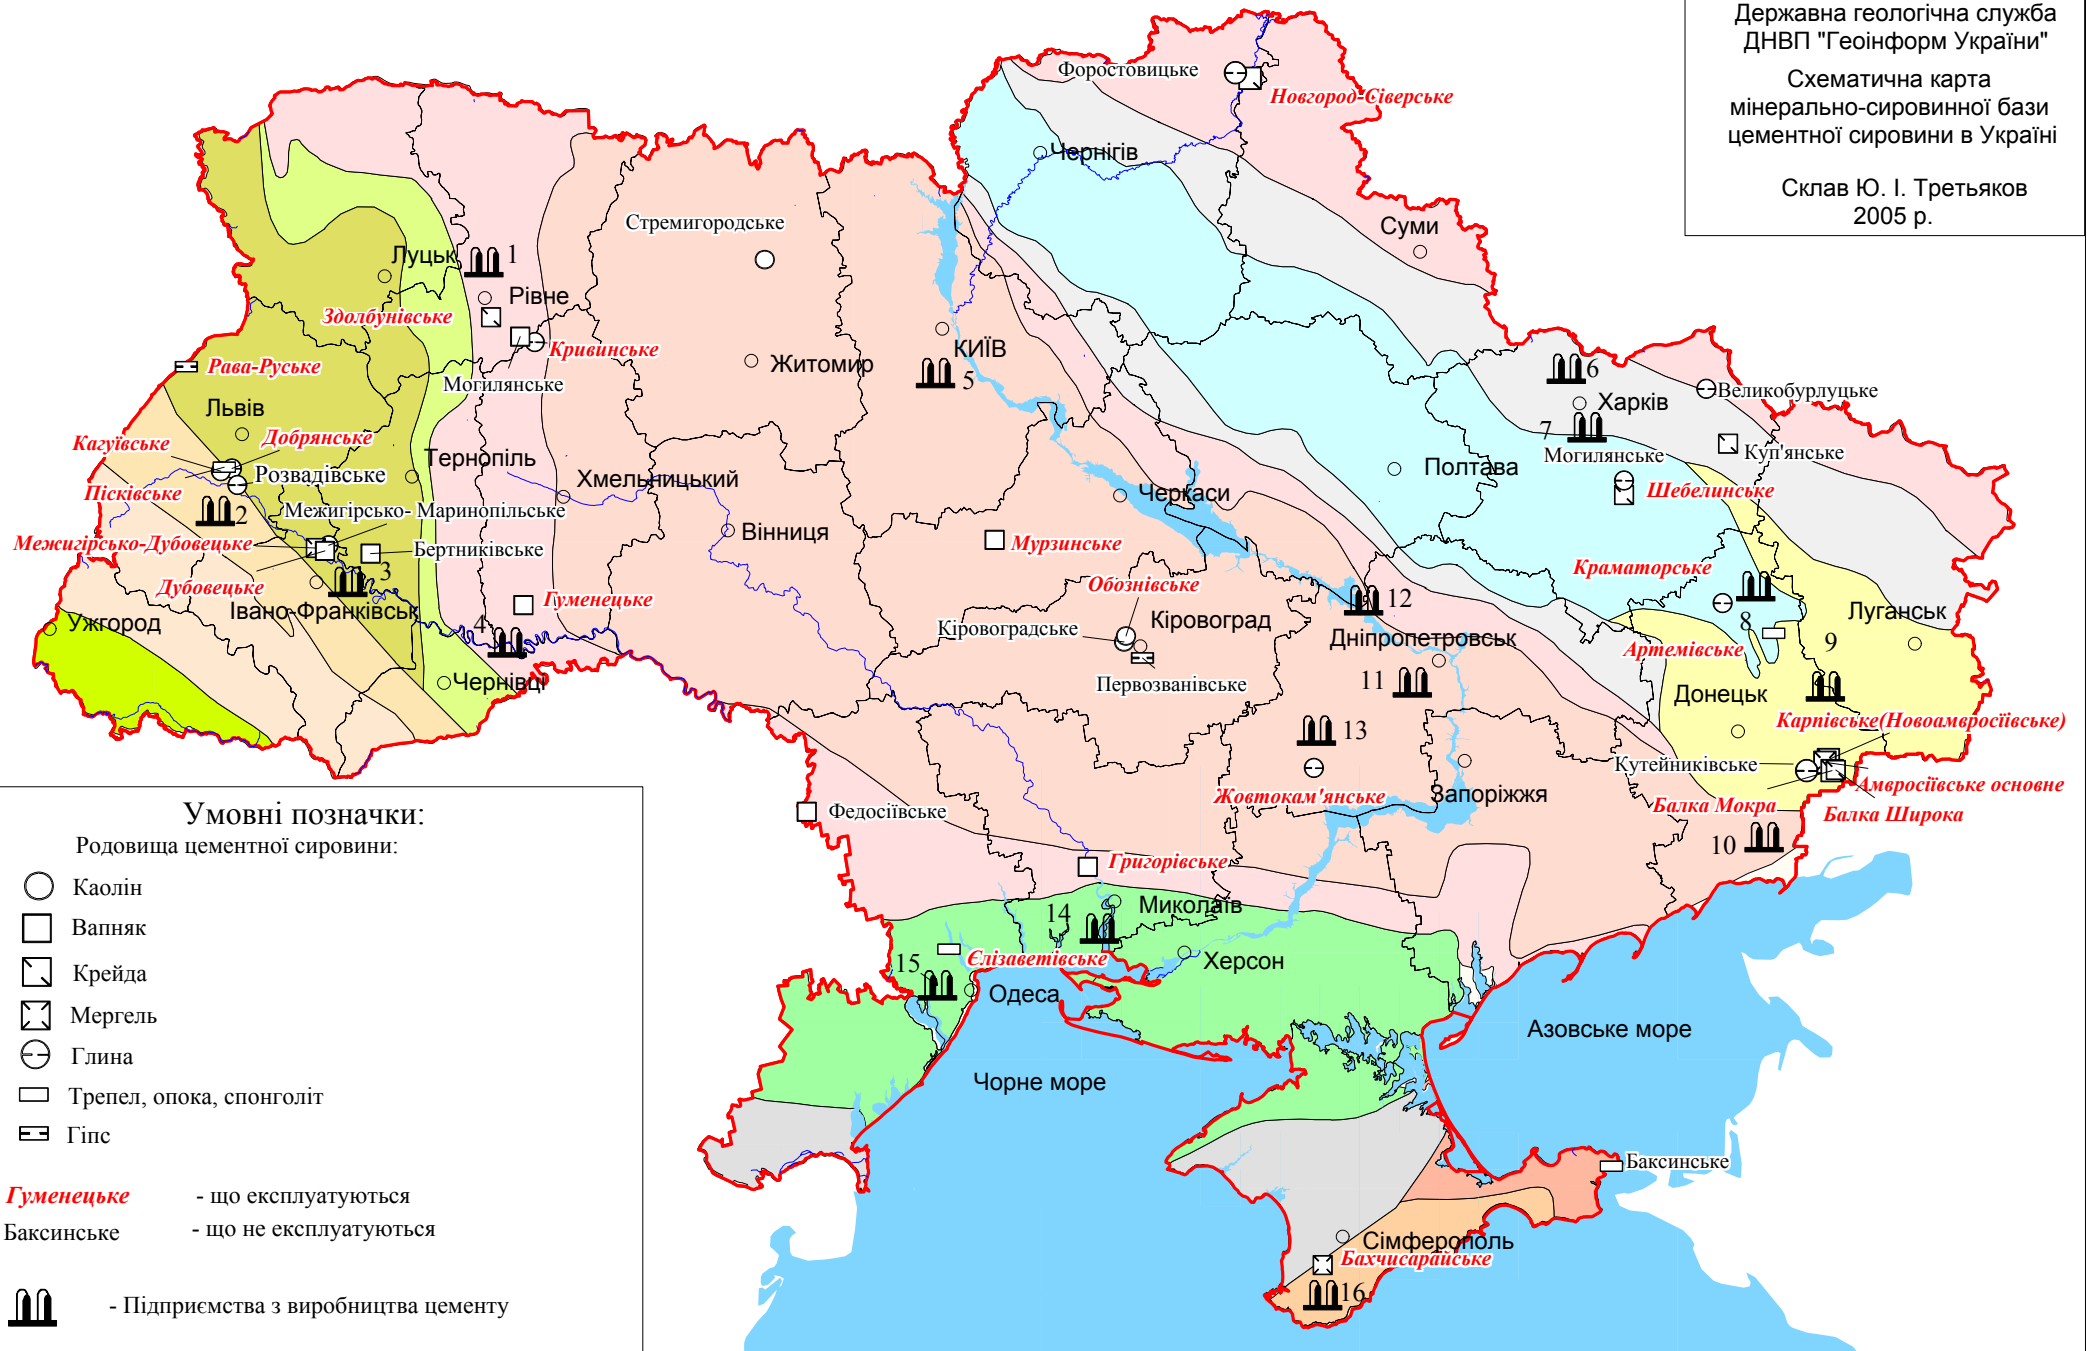 Державна геологічна служба
ДНВП "Геоінформ України"
Схематична карта
мінерально-сировинної бази
цементної сировини в Україні
Склав Ю. І. Третьяков
2005 р.
Форостовицьке
Новгород-Сіверське
Чернігів
Суми
Стремигородське
Луцьк
1
Рівне
Здолбунівське
Кривинське
Могилянське
Житомир
КИЇВ
5
6
Харків
Великобурлуцьке
7
Могилянське
Куп'янське
Шебелинське
Полтава
Рава-Руське
Львів
Кагуївське
Добрянське
Розвадівське
Тернопіль
Хмельницький
Пісківське
2
Межигірсько- Маринопільське
Межигірсько-Дубовецьке
Бертниківське
Дубовецьке
3
Івано-Франківськ
Ужгород
Гуменецьке
4
Чернівці
Вінниця
Черкаси
Мурзинське
Обознівське
Кіровоградське
Кіровоград
Первозванівське
12
Дніпропетровськ
11
13
Жовтокам'янське
Запоріжжя
Краматорське
8
Артемівське
Луганськ
9
Донецьк
Карпівське(Новоамвросіївське)
Кутейниківське
Амвросіївське основне
Балка Мокра
Балка Широка
10
Федосіївське
Григорівське
14
Миколаїв
Херсон
Єлізаветівське
15
Одеса
Чорне море
Азовське море
Баксинське
Сімферополь
Бахчисарайське
16
Умовні позначки:
Родовища цементної сировини:
Каолін
Вапняк
Крейда
Мергель
Глина
Трепел, опока, спонголіт
Гіпс
Гуменецьке - що експлуатуються
Баксинське - що не експлуатуються
- Підприємства з виробництва цементу